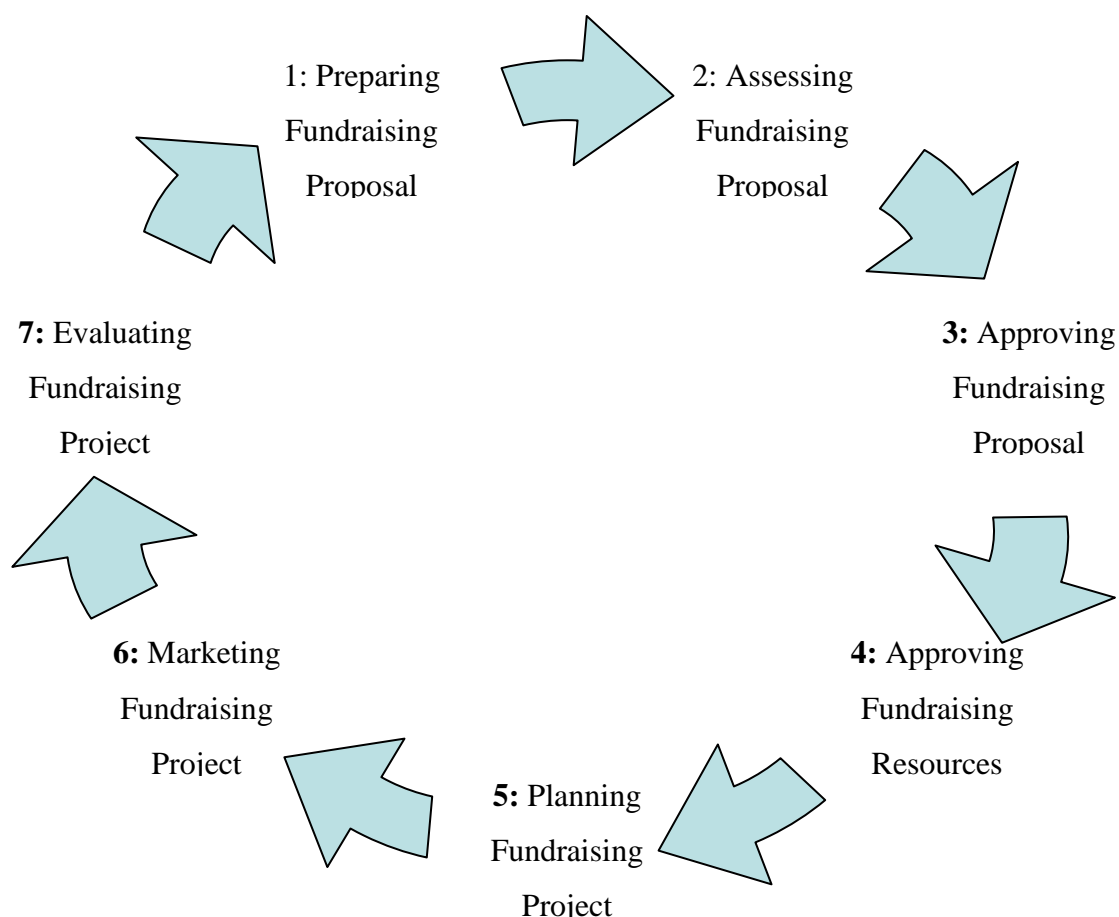 1: Preparing
Fundraising
Proposal
2: Assessing
Fundraising
Proposal
3: Approving
Fundraising
Proposal
4: Approving
Fundraising
Resources
5: Planning
Fundraising
Project
6: Marketing
Fundraising
Project
7: Evaluating
Fundraising
Project